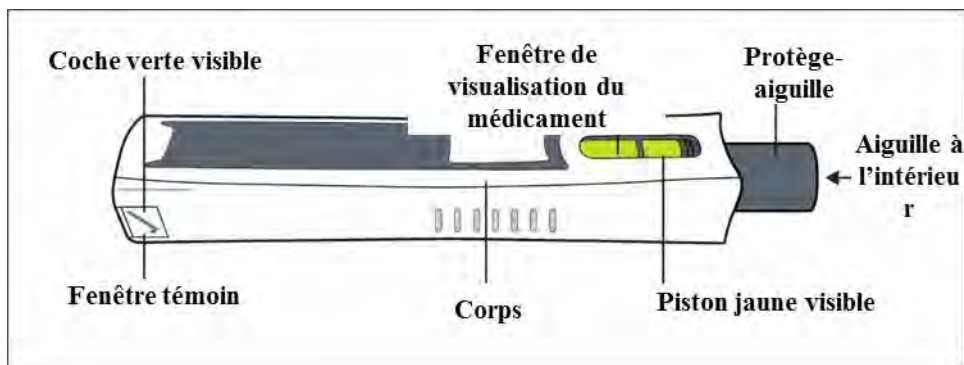 Coche verte visible
Fenêtre de
visualisation du
médicament
Protège-
aiguille
Aiguille à
l'intérieu
r
Fenêtre témoin
Corps
Piston jaune visible